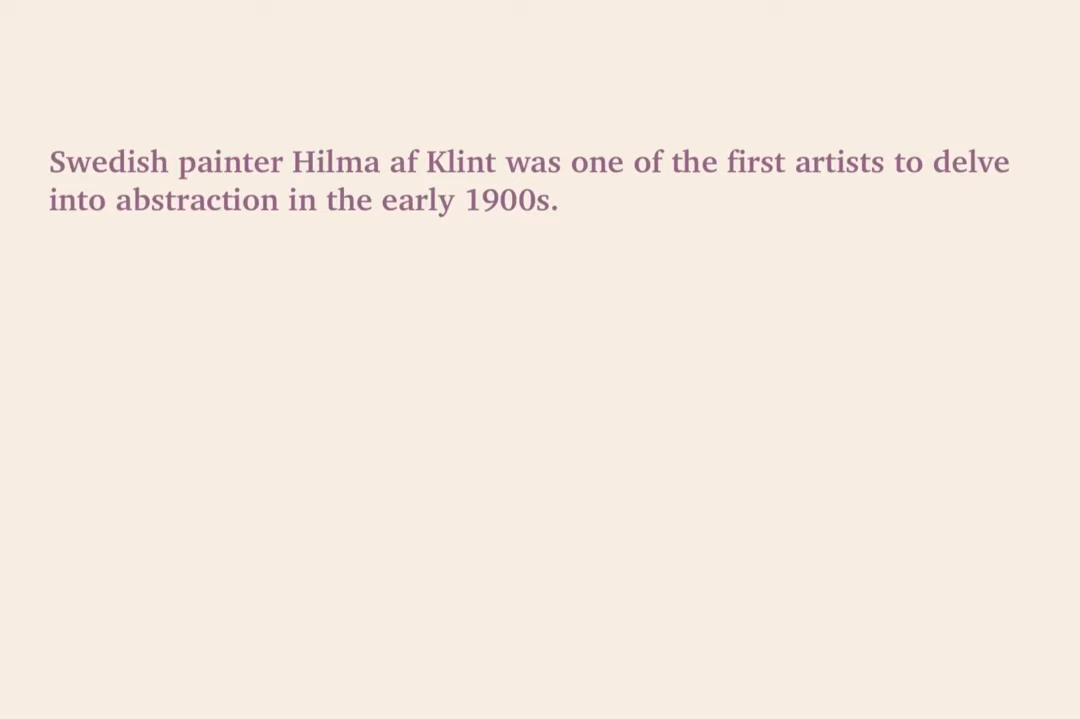 Swedish painter Hilma af Klint was one of the first artists to delve
into abstraction in the early 1900s.